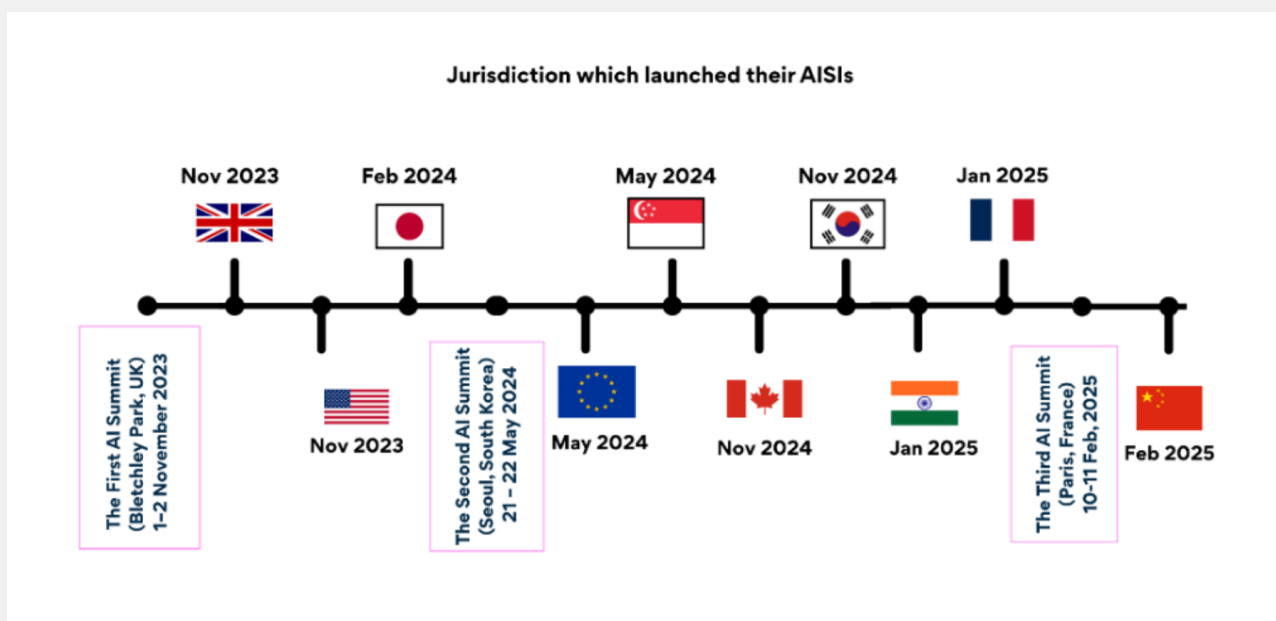 Jurisdiction which launched their AISIs
Nov 2023
Feb 2024
May 2024
Nov 2024
Jan 2025
The First AI Summit
(Bletchley Park, UK)
1–2 November 2023
Nov 2023
The Second AI Summit
(Seoul, South Korea)
21 – 22 May 2024
May 2024
Nov 2024
Jan 2025
The Third AI Summit
(Paris, France)
10-11 Feb, 2025
Feb 2025